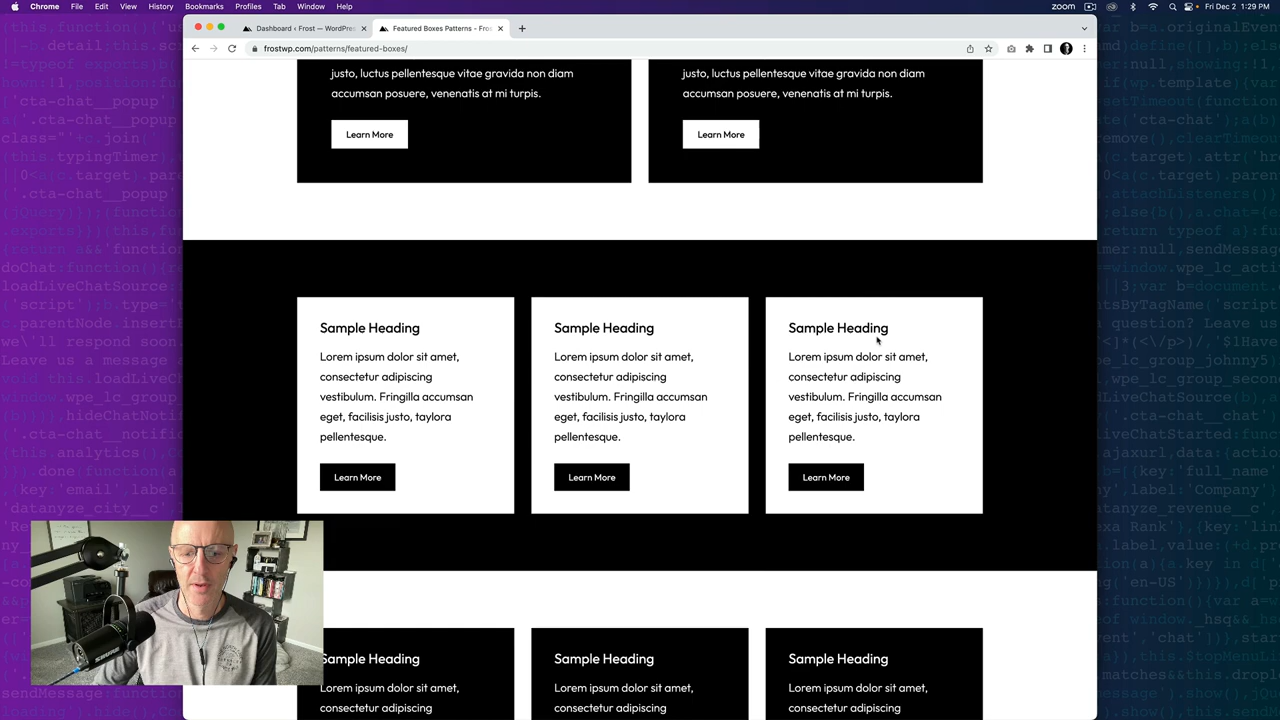 Chrome File Edit View History Bookmarks Profiles Tab Window Help
zoom
Fri Dec 2 1:29 PM
Dashboard ‹ Frost — WordPre
Featured Boxes Patterns – Fros
frostwp.com/patterns/featured-boxes/
justo, luctus pellentesque vitae gravida non diam
accumsan posuere, venenatis at mi turpis.
Learn More
justo, luctus pellentesque vitae gravida non diam
accumsan posuere, venenatis at mi turpis.
Learn More
Sample Heading
Lorem ipsum dolor sit amet,
consectetur adipiscing
vestibulum. Fringilla accumsan
eget, facilisis justo, taylora
pellentesque.
Learn More
Sample Heading
Lorem ipsum dolor sit amet,
consectetur adipiscing
vestibulum. Fringilla accumsan
eget, facilisis justo, taylora
pellentesque.
Learn More
Sample Heading
Lorem ipsum dolor sit amet,
consectetur adipiscing
vestibulum. Fringilla accumsan
eget, facilisis justo, taylora
pellentesque.
Learn More
Sample Heading
Lorem ipsum dolor sit amet,
consectetur adipiscing
Sample Heading
Lorem ipsum dolor sit amet,
consectetur adipiscing
Sample Heading
Lorem ipsum dolor sit amet,
consectetur adipiscing
SHURE